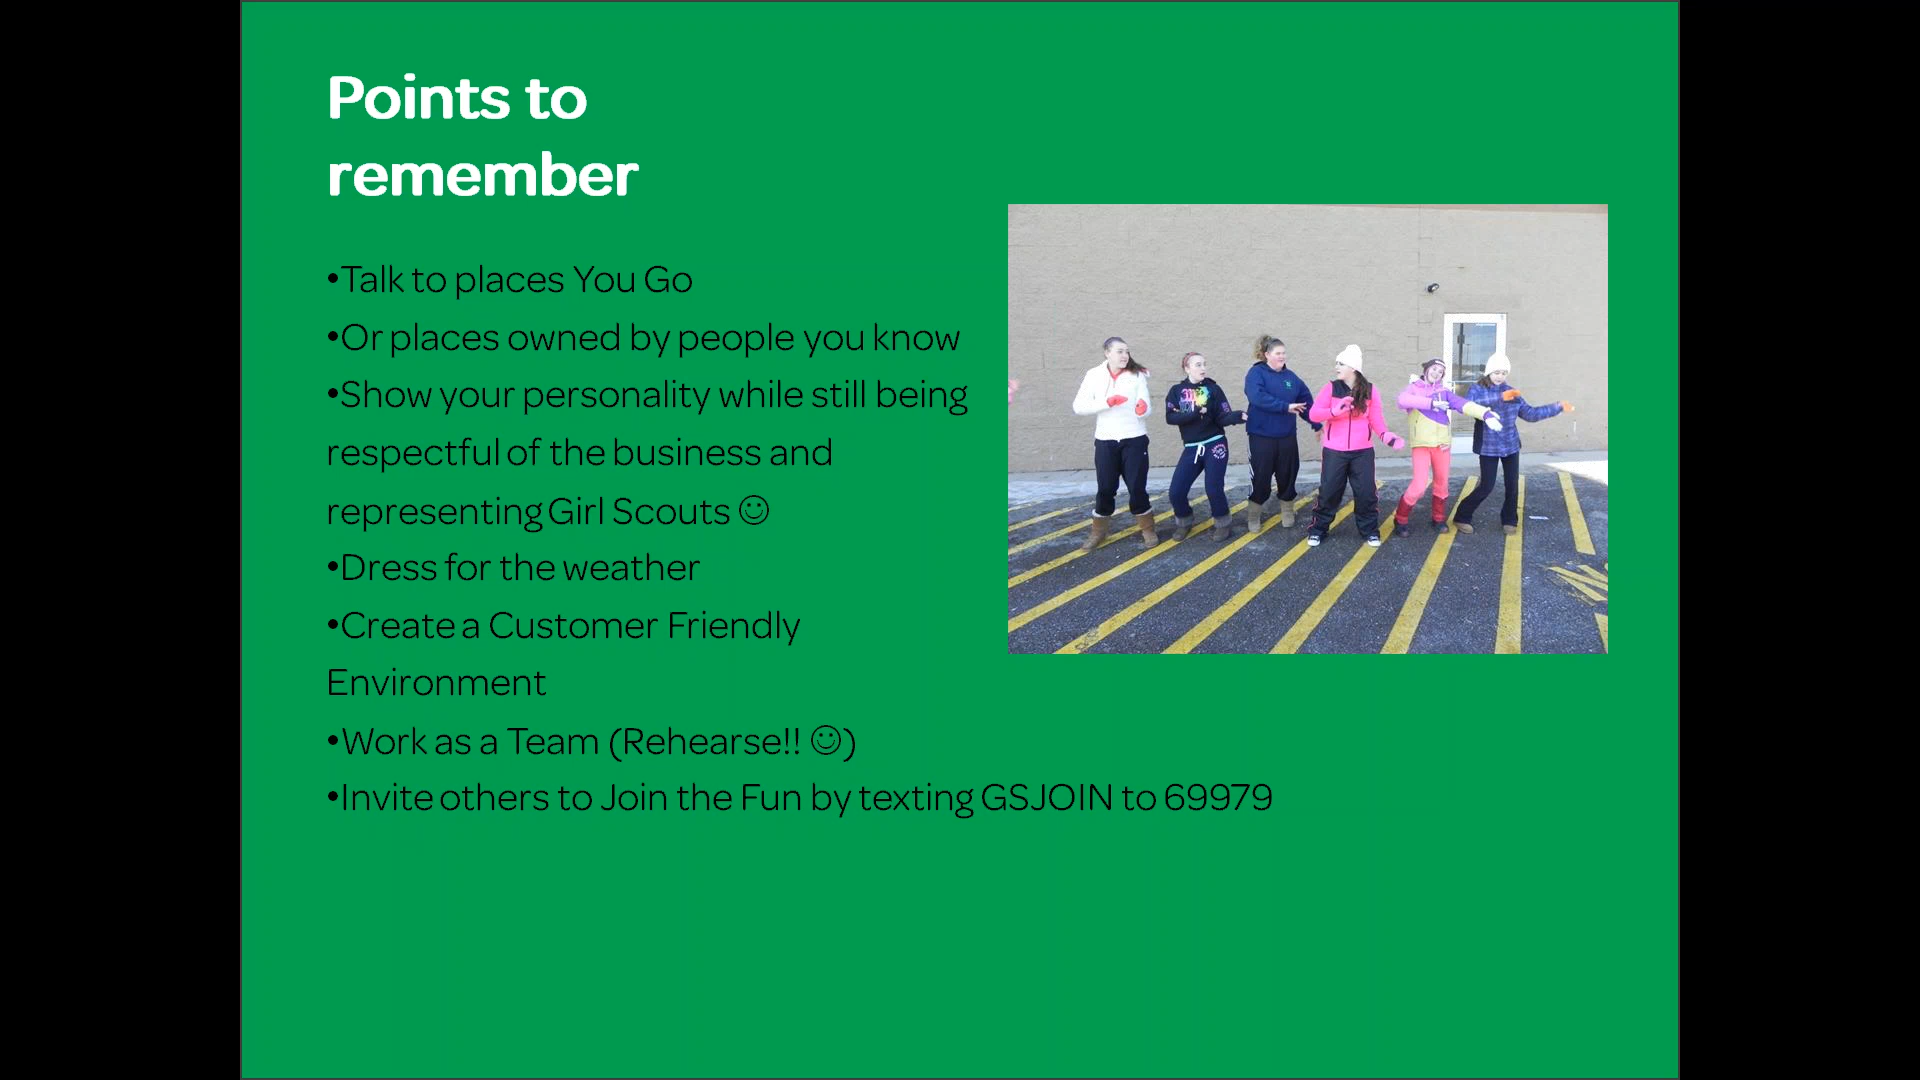 Points to
remember
•Talk to places You Go
•Or places owned by people you know
•Show your personality while still being
respectful of the business and
representing Girl Scouts ☺
•Dress for the weather
•Create a Customer Friendly
Environment
•Work as a Team (Rehearse!! ☺)
•Invite others to Join the Fun by texting GSJOIN to 69979